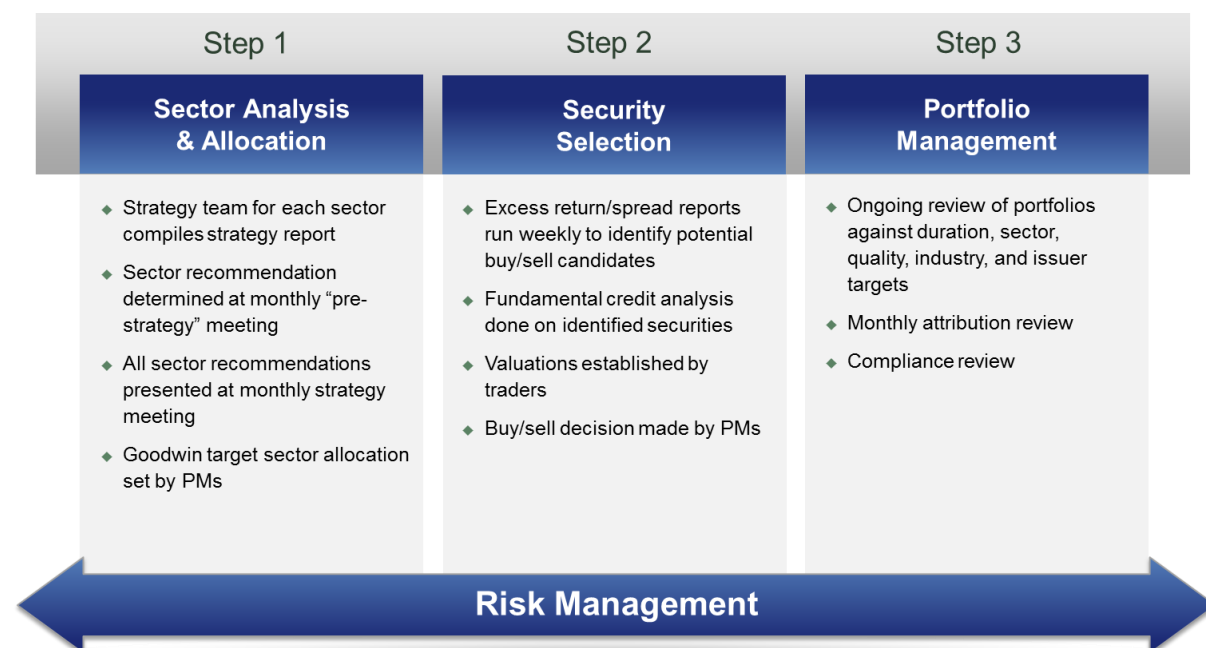 Step 1
Sector Analysis
& Allocation
Strategy team for each sector
compiles strategy report
Sector recommendation
determined at monthly “pre-
strategy” meeting
All sector recommendations
presented at monthly strategy
meeting
Goodwin target sector allocation
set by PMs
Step 2
Security
Selection
Excess return/spread reports
run weekly to identify potential
buy/sell candidates
Fundamental credit analysis
done on identified securities
Valuations established by
traders
Buy/sell decision made by PMs
Step 3
Portfolio
Management
Ongoing review of portfolios
against duration, sector,
quality, industry, and issuer
targets
Monthly attribution review
Compliance review
Risk Management